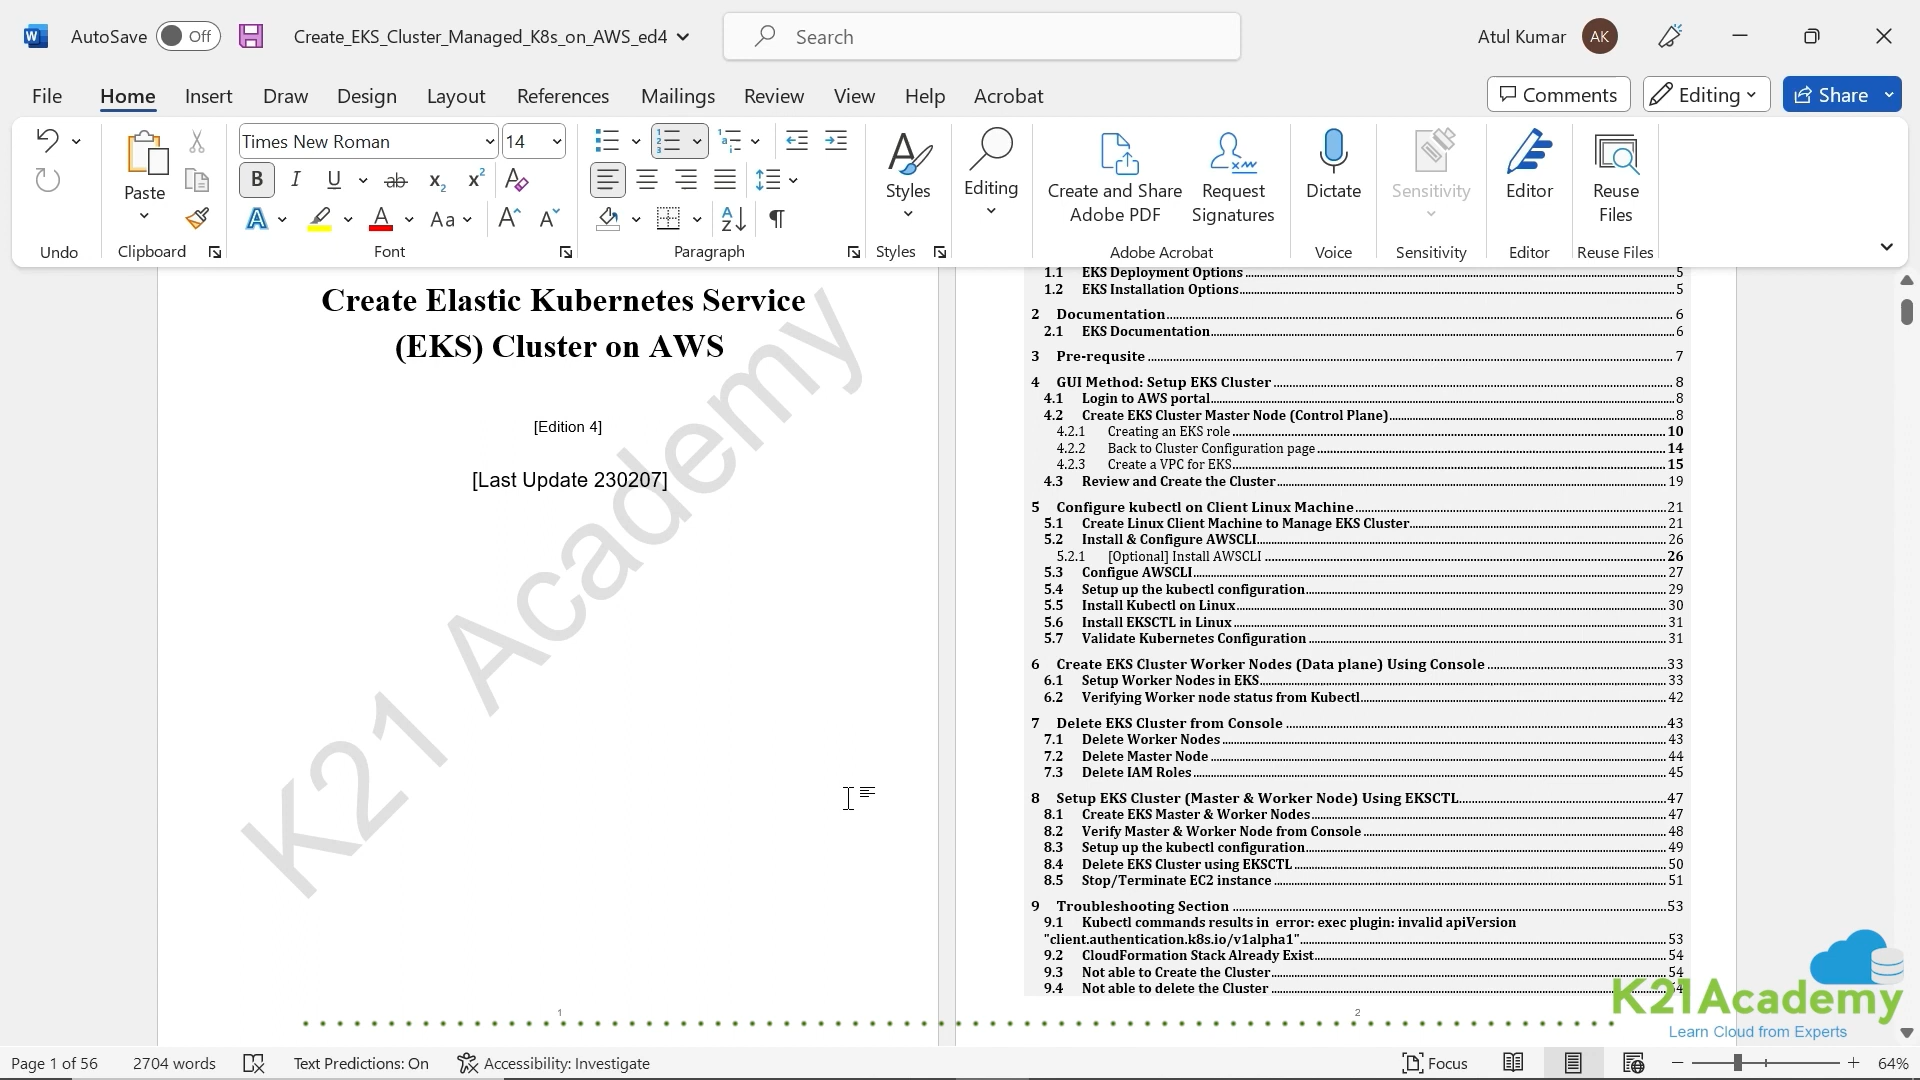 AutoSave Off Create_EKS_Cluster_Managed_K8s_on_AWS_ed4 Search Atul Kumar AK
File Home Insert Draw Design Layout References Mailings Review View Help Acrobat Comments Editing Share
Times New Roman 14
Paste
B I U ab x₂ x² A
A A Aa A A
Styles
Editing
Create and Share
Adobe PDF
Request
Signatures
Dictate
Sensitivity
Editor
Reuse
Files
Undo Clipboard Font Paragraph Styles Adobe Acrobat Voice Sensitivity Editor Reuse Files
Create Elastic Kubernetes Service
(EKS) Cluster on AWS
[Edition 4]
[Last Update 230207]
K21 Academy
1
1.1 EKS Deployment Options 5
1.2 EKS Installation Options 5
2 Documentation 6
2.1 EKS Documentation 6
3 Pre-requsite 7
4 GUI Method: Setup EKS Cluster 8
4.1 Login to AWS portal 8
4.2 Create EKS Cluster Master Node (Control Plane) 8
4.2.1 Creating an EKS role 10
4.2.2 Back to Cluster Configuration page 14
4.2.3 Create a VPC for EKS 15
4.3 Review and Create the Cluster 19
5 Configure kubectl on Client Linux Machine 21
5.1 Create Linux Client Machine to Manage EKS Cluster 21
5.2 Install & Configure AWSCLI 26
5.2.1 [Optional] Install AWSCLI 26
5.3 Configue AWSCLI 27
5.4 Setup up the kubectl configuration 29
5.5 Install Kubectl on Linux 30
5.6 Install EKSCTL in Linux 31
5.7 Validate Kubernetes Configuration 31
6 Create EKS Cluster Worker Nodes (Data plane) Using Console 33
6.1 Setup Worker Nodes in EKS 33
6.2 Verifying Worker node status from Kubectl 42
7 Delete EKS Cluster from Console 43
7.1 Delete Worker Nodes 43
7.2 Delete Master Node 44
7.3 Delete IAM Roles 45
8 Setup EKS Cluster (Master & Worker Node) Using EKSCTL 47
8.1 Create EKS Master & Worker Nodes 47
8.2 Verify Master & Worker Node from Console 48
8.3 Setup up the kubectl configuration 49
8.4 Delete EKS Cluster using EKSCTL 50
8.5 Stop/Terminate EC2 instance 51
9 Troubleshooting Section 53
9.1 Kubectl commands results in error: exec plugin: invalid apiVersion
"client.authentication.k8s.io/v1alpha1" 53
9.2 CloudFormation Stack Already Exist 54
9.3 Not able to Create the Cluster 54
9.4 Not able to delete the Cluster 54
2
K21Academy
Learn Cloud from Experts
Page 1 of 56 2704 words Text Predictions: On Accessibility: Investigate Focus 64%